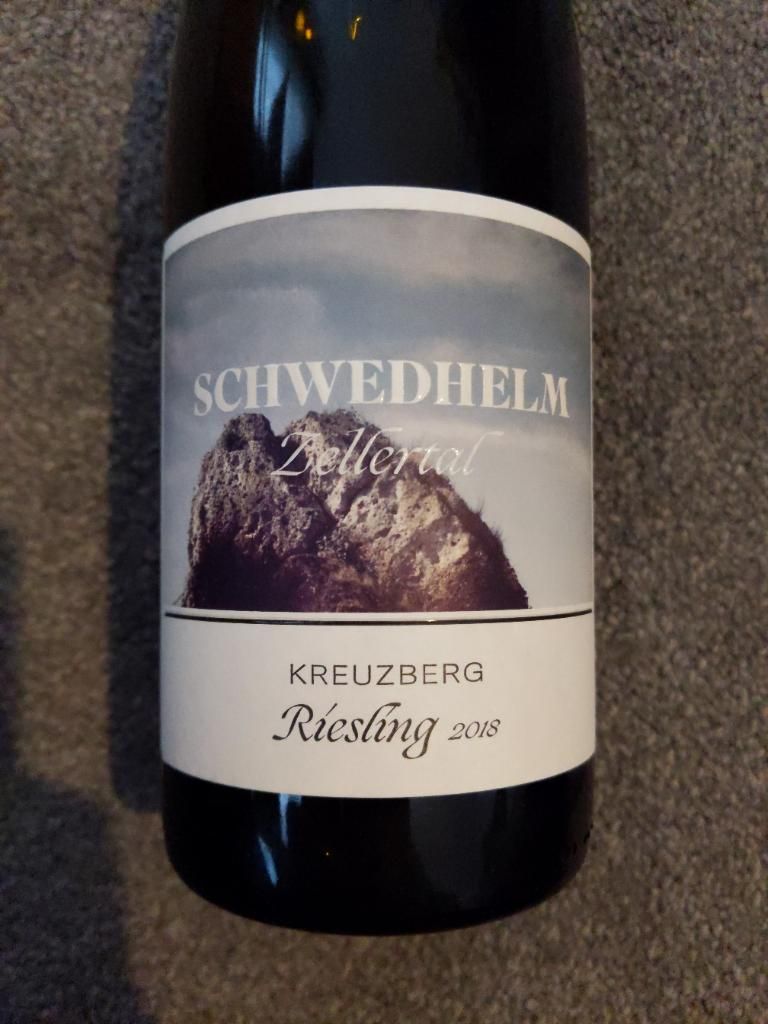 SCHWEDHELM
Zellertal
KREUZBERG
Riesling 2018